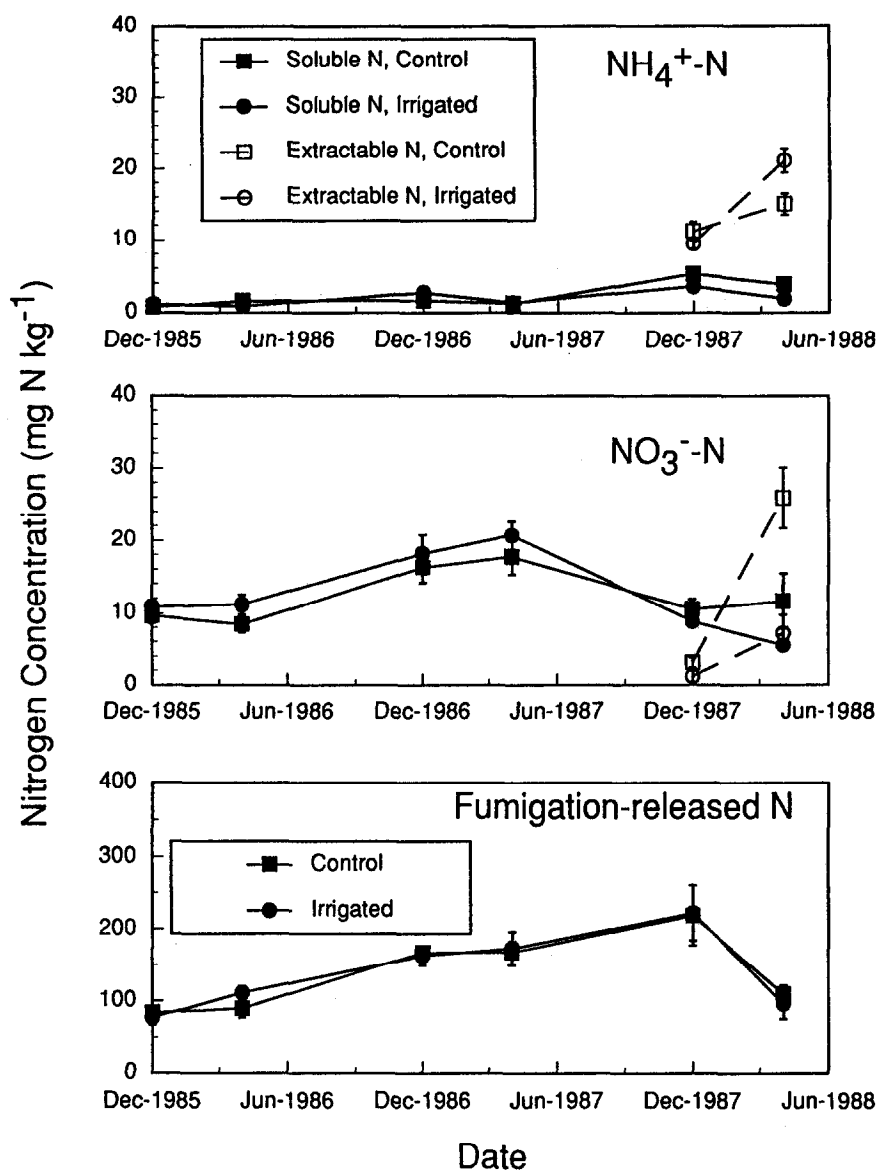 Nitrogen Concentration (mg N kg⁻¹)
40
30
20
10
0
Soluble N, Control
Soluble N, Irrigated
Extractable N, Control
Extractable N, Irrigated
NH₄⁺-N
Dec-1985 Jun-1986 Dec-1986 Jun-1987 Dec-1987 Jun-1988
40
30
20
10
0
NO₃⁻-N
Dec-1985 Jun-1986 Dec-1986 Jun-1987 Dec-1987 Jun-1988
400
300
200
100
0
Fumigation-released N
Control
Irrigated
Dec-1985 Jun-1986 Dec-1986 Jun-1987 Dec-1987 Jun-1988
Date